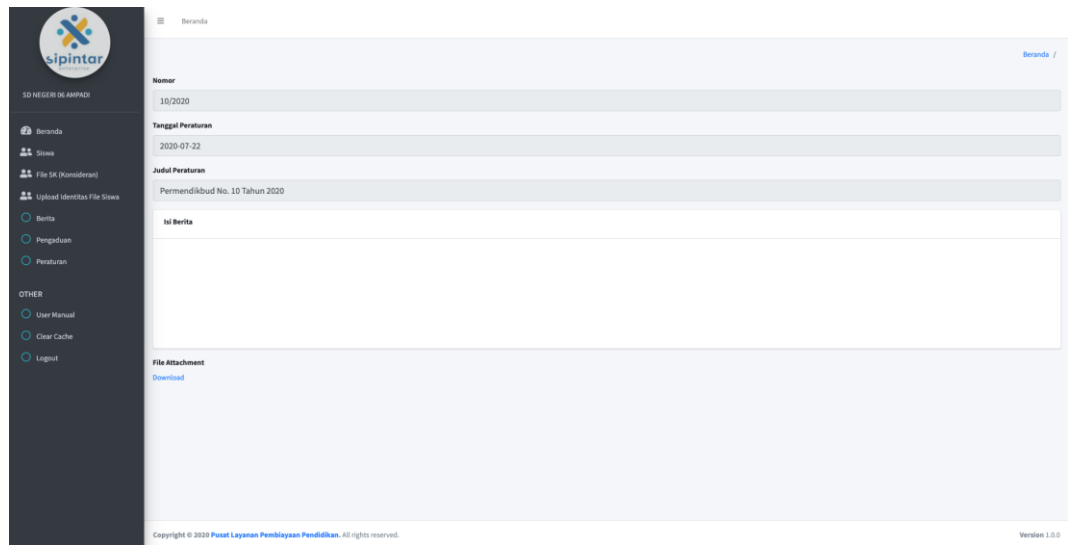 sipintar
enterprise
SD NEGERI 06 AMPADI
Beranda
Siswa
File SK (Konsideran)
Upload Identitas File Siswa
Berita
Pengaduan
Peraturan
OTHER
User Manual
Clear Cache
Logout
Beranda
Beranda /
Nomor
10/2020
Tanggal Peraturan
2020-07-22
Judul Peraturan
Permendikbud No. 10 Tahun 2020
Isi Berita
File Attachment
Download
Copyright © 2020 Pusat Layanan Pembiayaan Pendidikan. All rights reserved.
Version 1.0.0